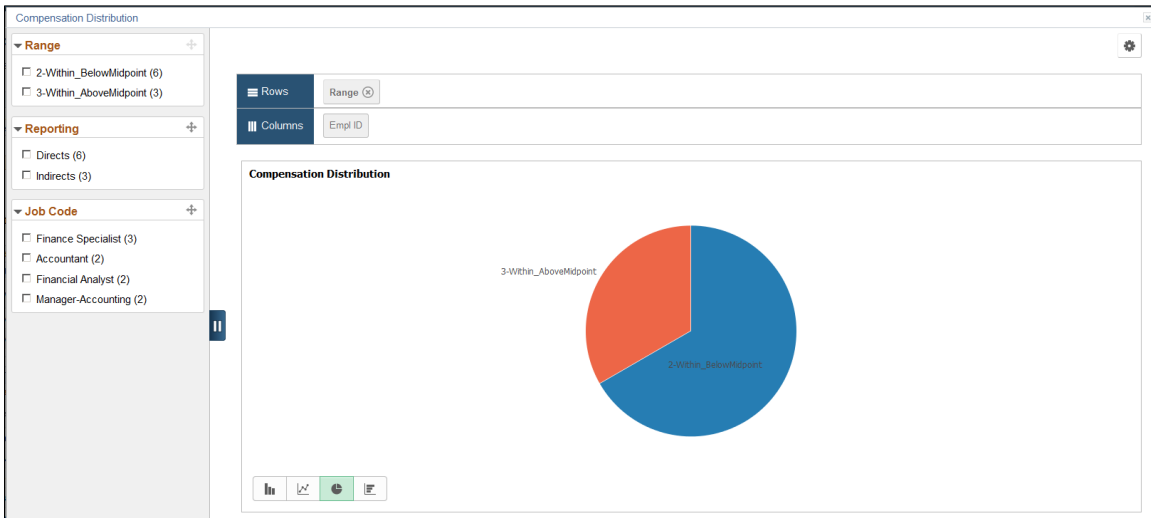 Compensation Distribution
Range
2-Within_BelowMidpoint (6)
3-Within_AboveMidpoint (3)
Reporting
Directs (6)
Indirects (3)
Job Code
Finance Specialist (3)
Accountant (2)
Financial Analyst (2)
Manager-Accounting (2)
Rows
Range
Columns
Empl ID
Compensation Distribution
3-Within_AboveMidpoint
2-Within_BelowMidpoint